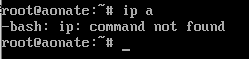 root@aonate:~# ip a
-bash: ip: command not found
root@aonate:~# _